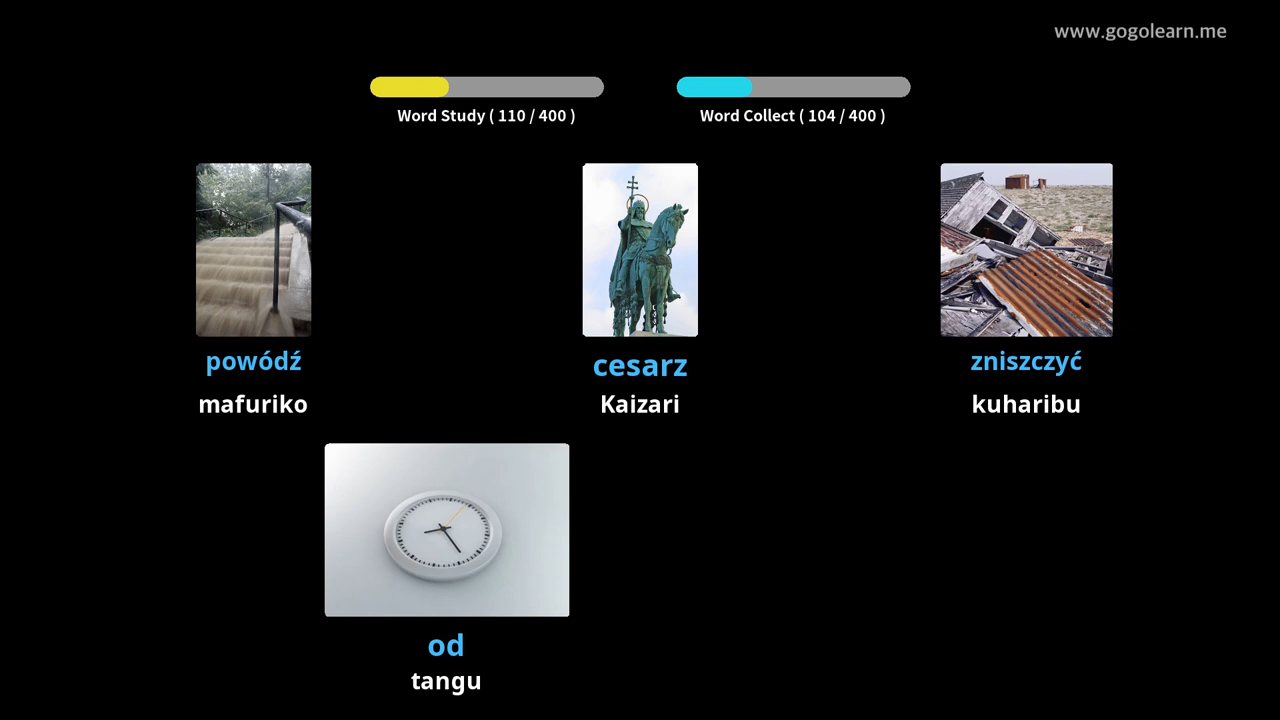 www.gogolearn.me
Word Study ( 110 / 400 )
Word Collect ( 104 / 400 )
powódź
mafuriko
cesarz
Kaizari
zniszczyć
kuharibu
od
tangu